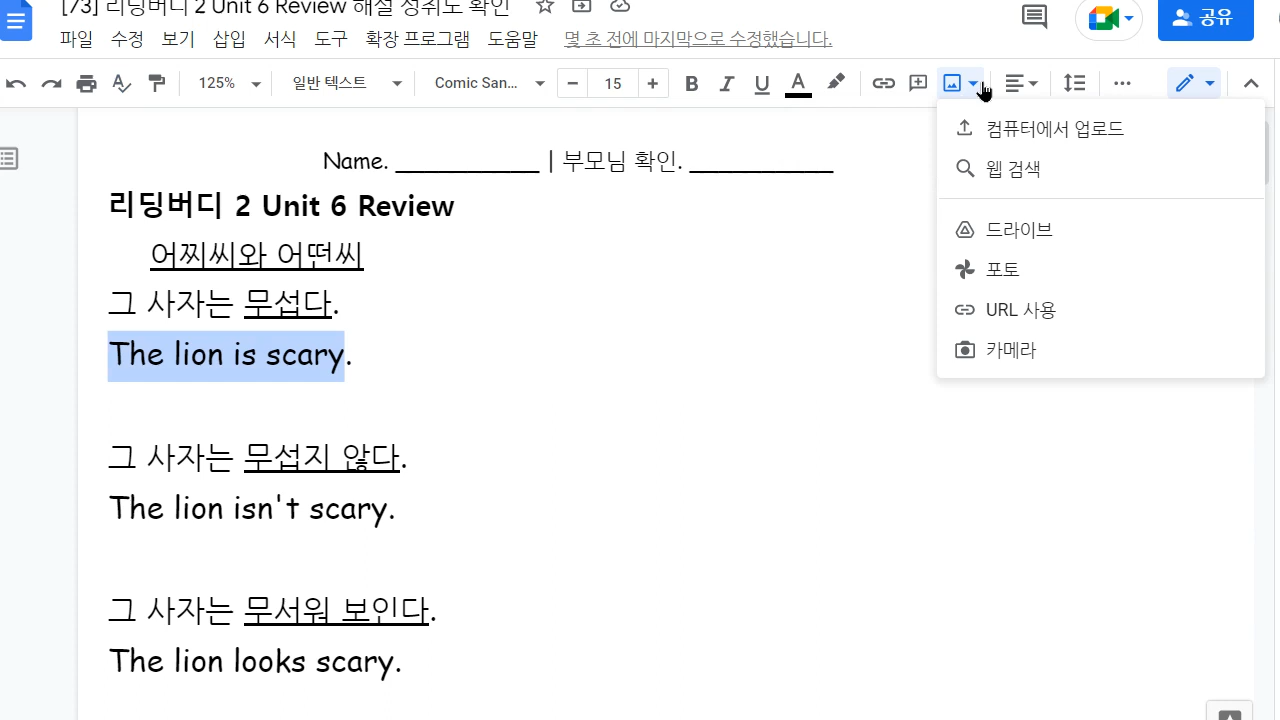 [73] 리딩버디 2 Unit 6 Review 해설 성취도 확인
파일 수정 보기 삽입 서식 도구 확장 프로그램 도움말 몇 초 전에 마지막으로 수정했습니다.
공유
125% 일반 텍스트 Comic San... 15 B I U A
컴퓨터에서 업로드
웹 검색
드라이브
포토
URL 사용
카메라
Name. ___________ | 부모님 확인. ___________
리딩버디 2 Unit 6 Review
어찌씨와 어떤씨
그 사자는 무섭다.
The lion is scary.
그 사자는 무섭지 않다.
The lion isn't scary.
그 사자는 무서워 보인다.
The lion looks scary.